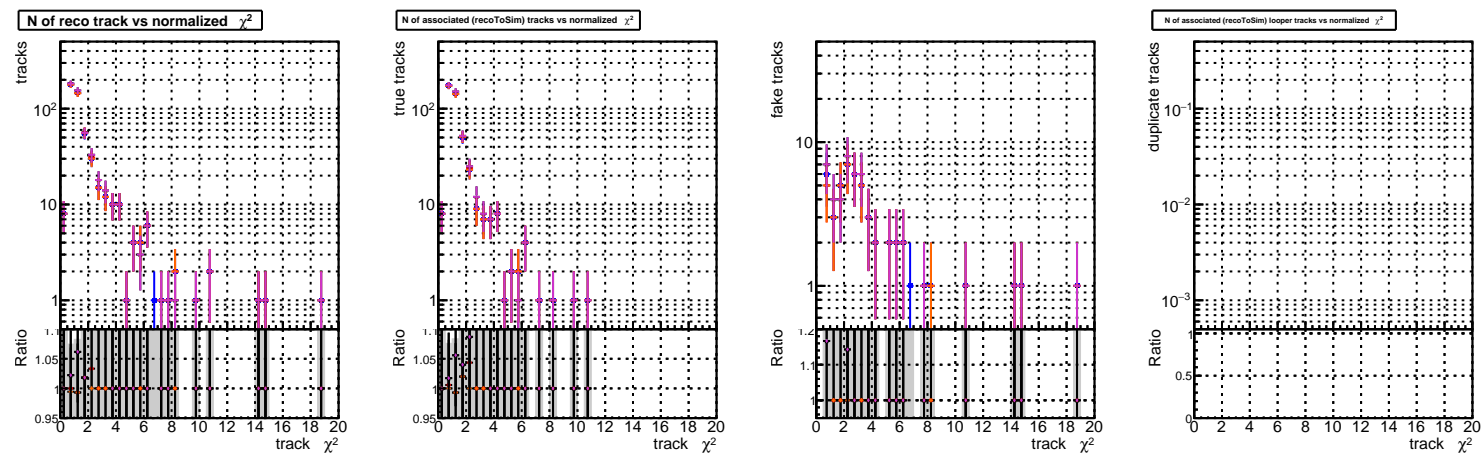 N of reco track vs normalized χ²
tracks
10²
10
1
Ratio
1.1
1.05
1
0.95
0 2 4 6 8 10 12 14 16 18 20
track χ²
N of associated (recoToSim) tracks vs normalized χ²
true tracks
10²
10
1
Ratio
1.1
1.05
1
0.95
0 2 4 6 8 10 12 14 16 18 20
track χ²
fake tracks
10
1
Ratio
1.2
1.1
1
0 2 4 6 8 10 12 14 16 18 20
track χ²
N of associated (recoToSim) looper tracks vs normalized χ²
duplicate tracks
10⁻¹
10⁻²
10⁻³
Ratio
1
0.5
0
0 2 4 6 8 10 12 14 16 18 20
track χ²